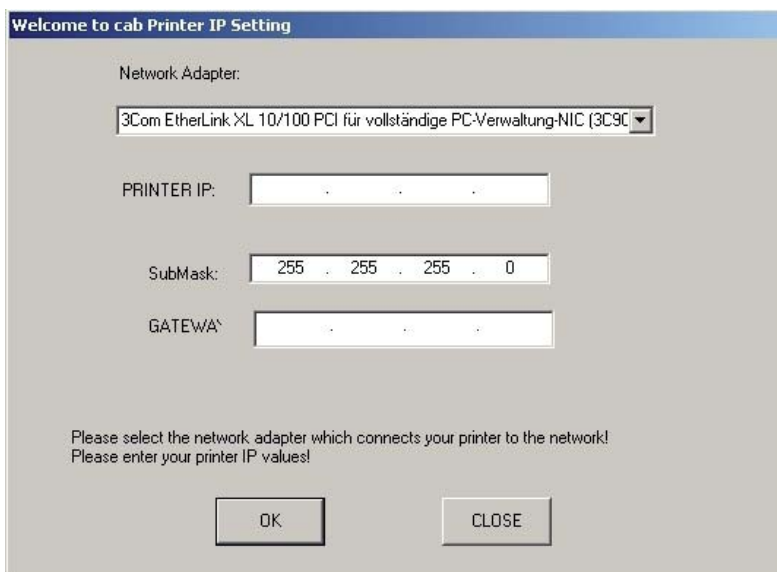 Welcome to cab Printer IP Setting
Network Adapter:
3Com EtherLink XL 10/100 PCI für vollständige PC-Verwaltung-NIC (3C90
PRINTER IP: . . .
SubMask: 255 . 255 . 255 . 0
GATEWAY . . .
Please select the network adapter which connects your printer to the network!
Please enter your printer IP values!
OK CLOSE